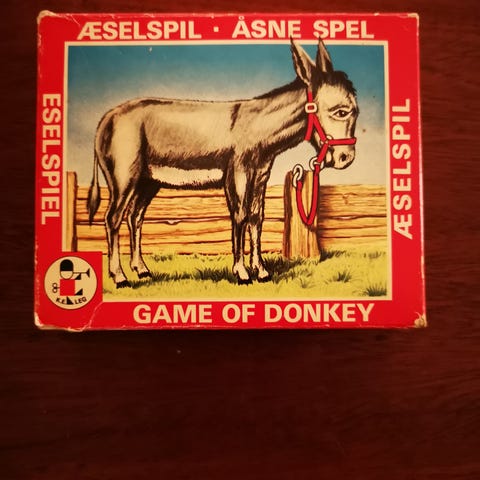 ÆSELSPIL · ÅSNE SPEL
ESELSPIEL
ÆSELSPIL
K.E. LEG
GAME OF DONKEY